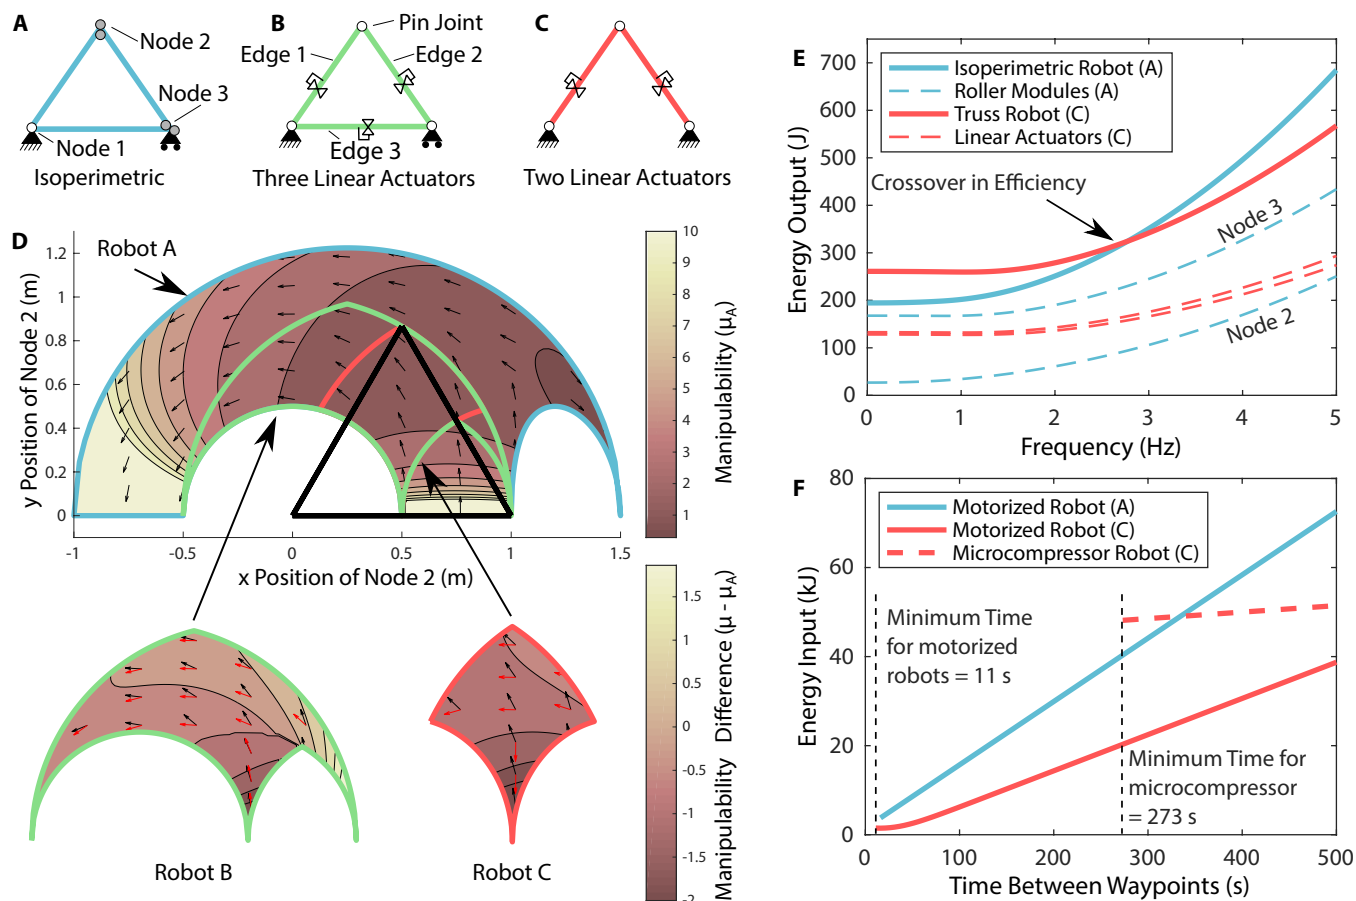 A
Node 2
Node 3
Node 1
Isoperimetric
B
Pin Joint
Edge 1
Edge 2
Edge 3
Three Linear Actuators
C
Two Linear Actuators
D
Robot A
y Position of Node 2 (m)
1.2
1
0.8
0.6
0.4
0.2
0
-1
-0.5
0
0.5
1
1.5
x Position of Node 2 (m)
10
9
8
7
6
5
4
3
2
1
Manipulability (μA)
Robot B
Robot C
1.5
1
0.5
0
-0.5
-1
-1.5
-2
Manipulability Difference (μ - μA)
E
Isoperimetric Robot (A)
Roller Modules (A)
Truss Robot (C)
Linear Actuators (C)
Crossover in Efficiency
Node 3
Node 2
Energy Output (J)
700
600
500
400
300
200
100
0
0
1
2
3
4
5
Frequency (Hz)
F
Motorized Robot (A)
Motorized Robot (C)
Microcompressor Robot (C)
Minimum Time
for motorized
robots = 11 s
Minimum Time for
microcompressor
= 273 s
Energy Input (kJ)
80
60
40
20
0
0
100
200
300
400
500
Time Between Waypoints (s)